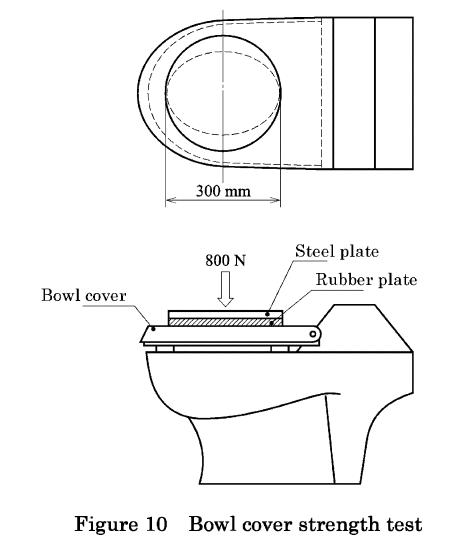 300 mm
800 N
Steel plate
Rubber plate
Bowl cover
Figure 10 Bowl cover strength test